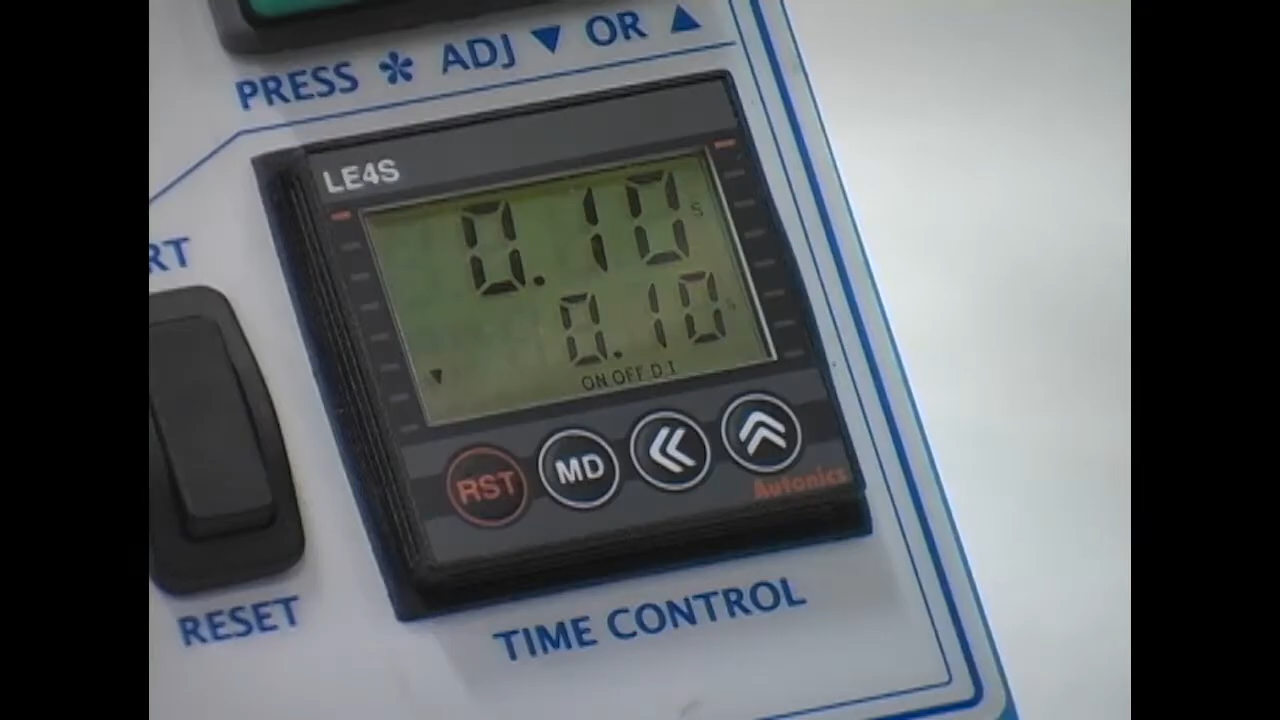 PRESS * ADJ ▼ OR ▲
LE4S
0.10 s
RT
0.10 s
ON OFF D.I
RST MD
Autonics
RESET
TIME CONTROL